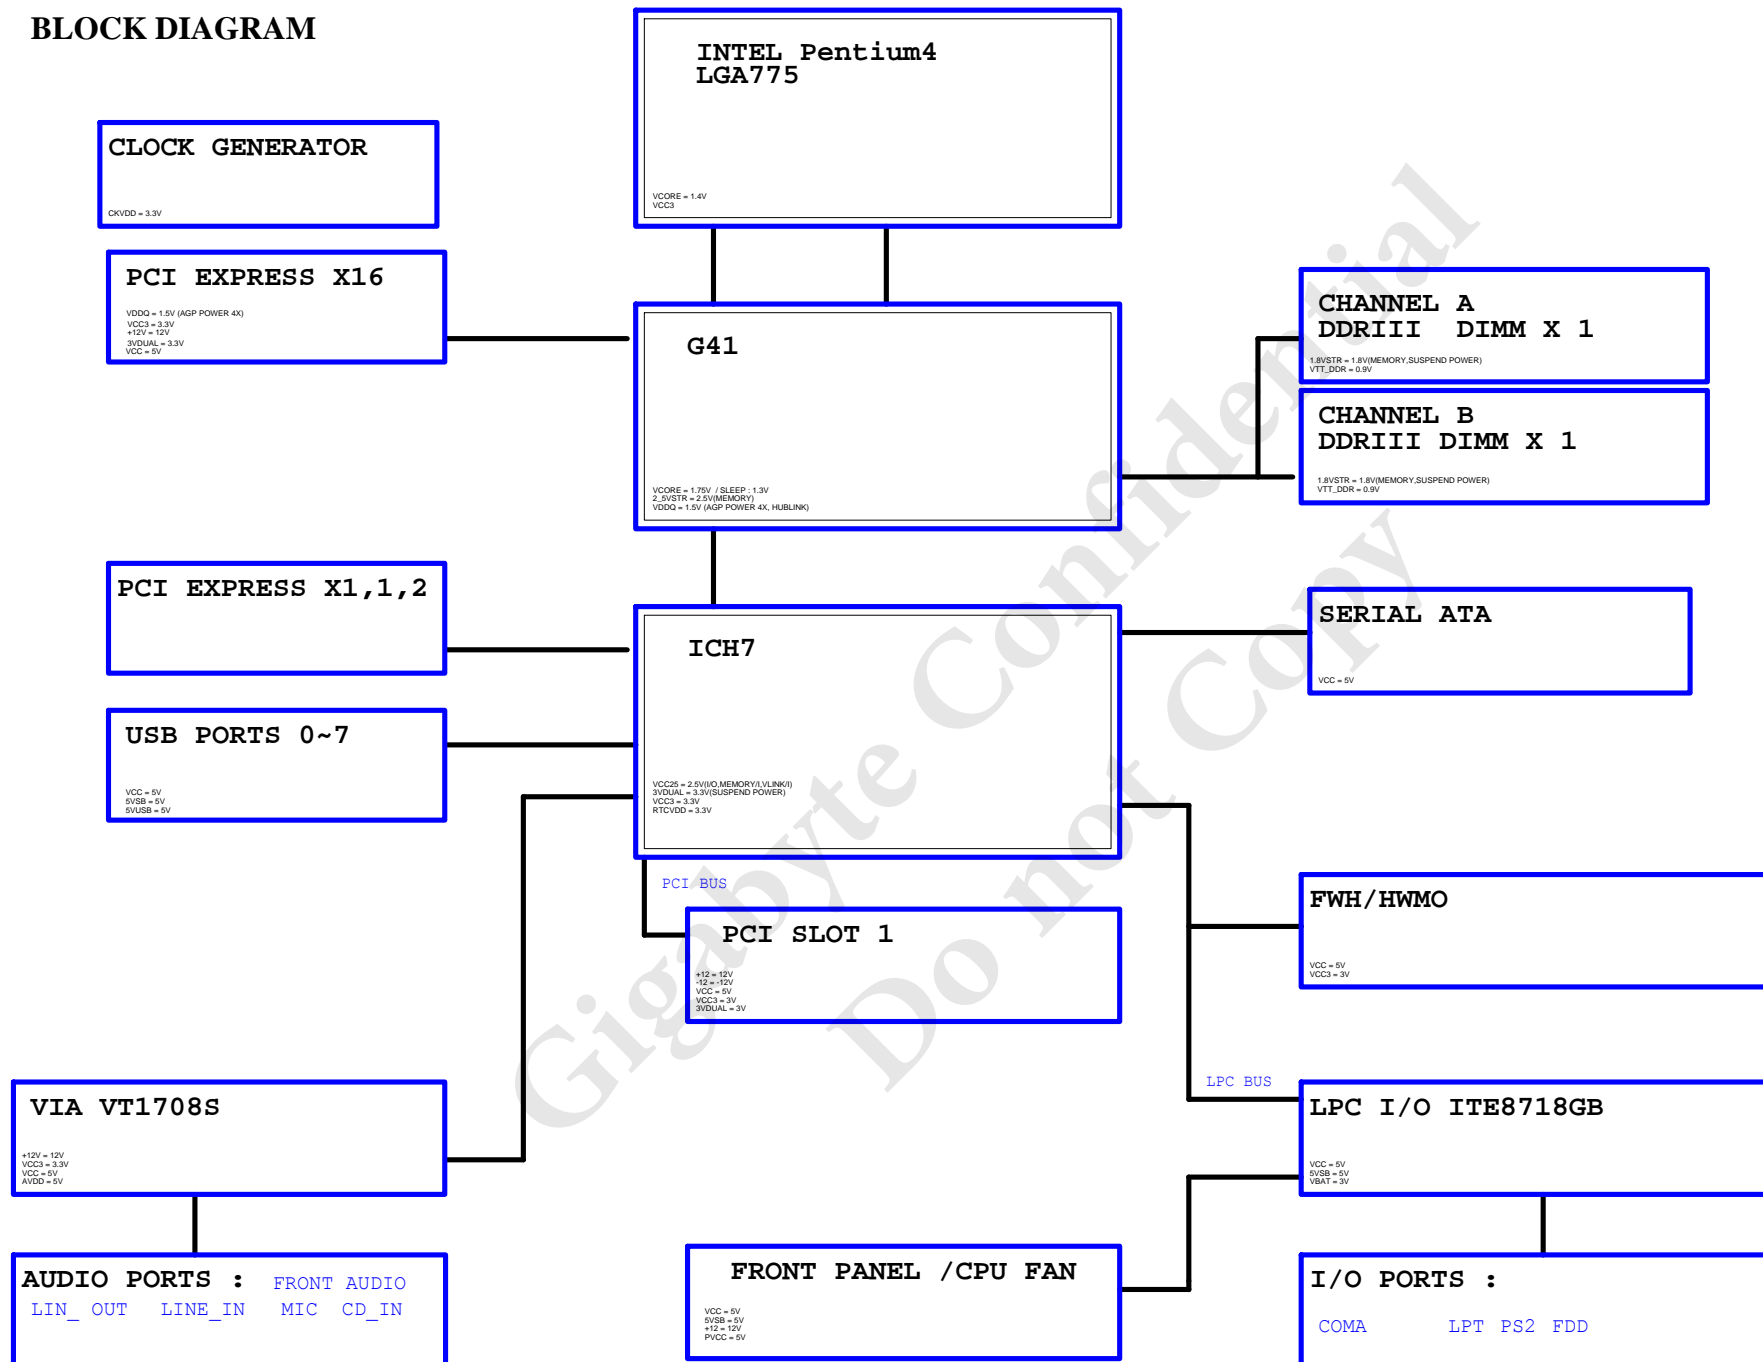 BLOCK DIAGRAM
INTEL Pentium4
LGA775
VCORE = 1.4V
VCC3
CLOCK GENERATOR
CKVDD = 3.3V
PCI EXPRESS X16
VDDQ = 1.5V (AGP POWER 4X)
VCC3 = 3.3V
+12V = 12V
3VDUAL = 3.3V
VCC = 5V
G41
VCORE = 1.75V / SLEEP : 1.3V
2_5VSTR = 2.5V(MEMORY)
VDDQ = 1.5V (AGP POWER 4X, HUBLINK)
CHANNEL A
DDRIII DIMM X 1
1.8VSTR = 1.8V(MEMORY,SUSPEND POWER)
VTT_DDR = 0.9V
CHANNEL B
DDRIII DIMM X 1
1.8VSTR = 1.8V(MEMORY,SUSPEND POWER)
VTT_DDR = 0.9V
PCI EXPRESS X1,1,2
ICH7
VCC25 = 2.5V(I/O,MEMORY/I,VLINK/I)
3VDUAL = 3.3V(SUSPEND POWER)
VCC3 = 3.3V
RTCVDD = 3.3V
SERIAL ATA
VCC = 5V
USB PORTS 0~7
VCC = 5V
5VSB = 5V
5VUSB = 5V
PCI BUS
PCI SLOT 1
+12 = 12V
-12 = -12V
VCC = 5V
VCC3 = 3V
3VDUAL = 3V
FWH/HWMO
VCC = 5V
VCC3 = 3V
LPC BUS
LPC I/O ITE8718GB
VCC = 5V
5VSB = 5V
VBAT = 3V
VIA VT1708S
+12V = 12V
VCC3 = 3.3V
VCC = 5V
AVDD = 5V
AUDIO PORTS : FRONT AUDIO
LIN_ OUT LINE_IN MIC CD_IN
FRONT PANEL /CPU FAN
VCC = 5V
5VSB = 5V
+12 = 12V
PVCC = 5V
I/O PORTS :
COMA LPT PS2 FDD
Gigabyte Confidential
Do not Copy